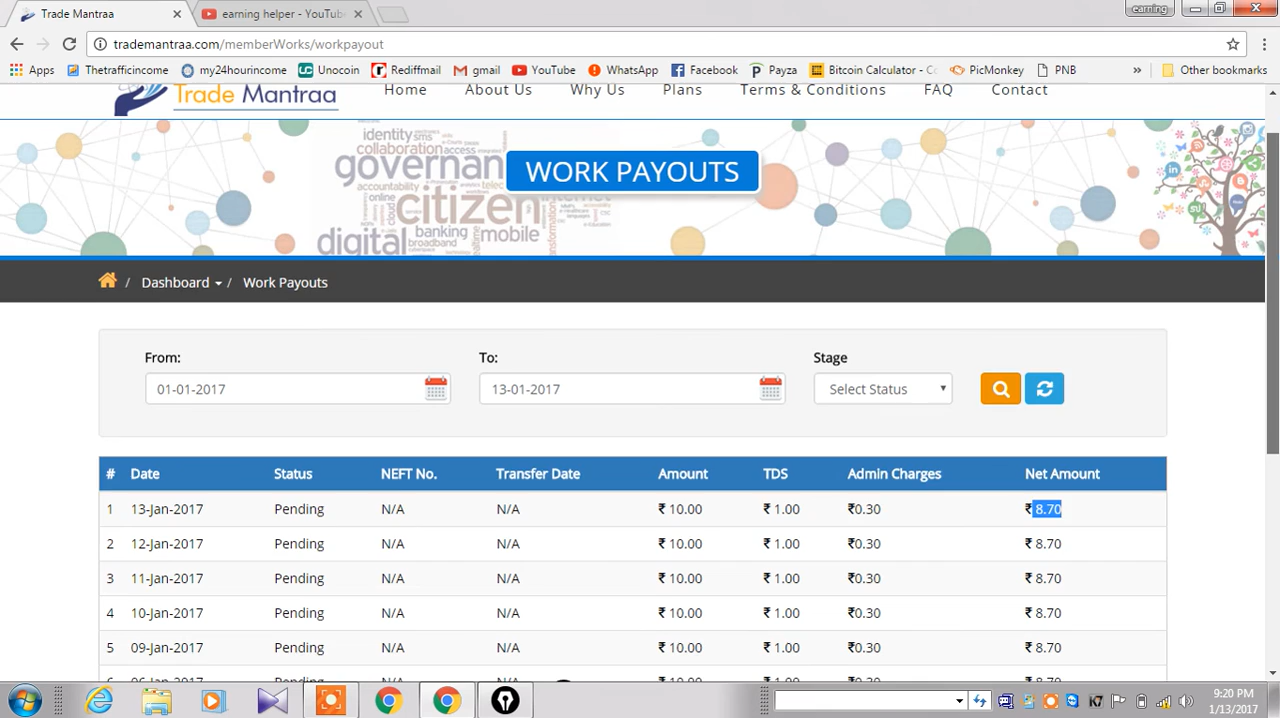 Trade Mantraa
earning helper - YouTube
earning
trademantraa.com/memberWorks/workpayout
Apps Thetrafficincome my24hourincome Unocoin Rediffmail gmail YouTube WhatsApp Facebook Payza Bitcoin Calculator - Co PicMonkey PNB » Other bookmarks
Trade Mantraa
Home About Us Why Us Plans Terms & Conditions FAQ Contact
identity sms
collaboration access
governan
citizen
digital
banking
broadband
mobile
WORK PAYOUTS
/ Dashboard / Work Payouts
From: To: Stage
01-01-2017 13-01-2017 Select Status
# Date Status NEFT No. Transfer Date Amount TDS Admin Charges Net Amount
1 13-Jan-2017 Pending N/A N/A ₹ 10.00 ₹ 1.00 ₹0.30 ₹ 8.70
2 12-Jan-2017 Pending N/A N/A ₹ 10.00 ₹ 1.00 ₹0.30 ₹ 8.70
3 11-Jan-2017 Pending N/A N/A ₹ 10.00 ₹ 1.00 ₹0.30 ₹ 8.70
4 10-Jan-2017 Pending N/A N/A ₹ 10.00 ₹ 1.00 ₹0.30 ₹ 8.70
5 09-Jan-2017 Pending N/A N/A ₹ 10.00 ₹ 1.00 ₹0.30 ₹ 8.70
9:20 PM
1/13/2017